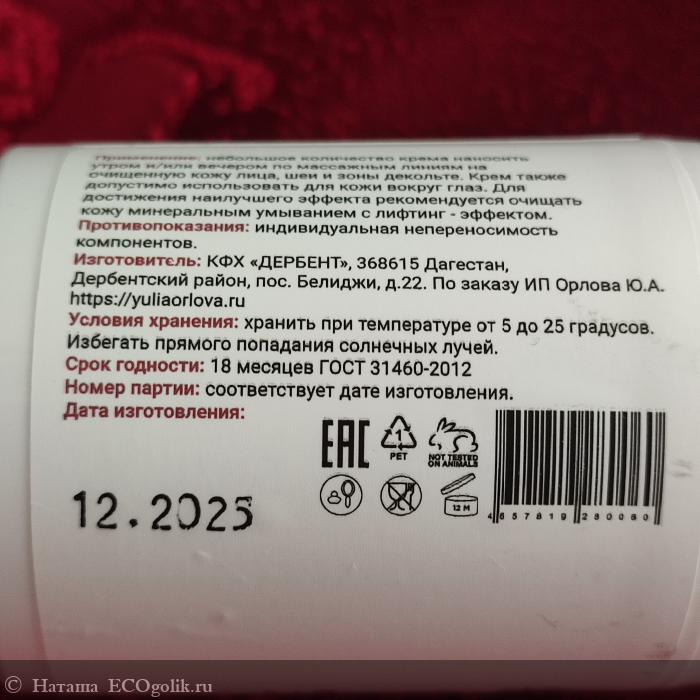 Применение: небольшое количество крема наносить
утром и/или вечером по массажным линиям на
очищенную кожу лица, шеи и зоны декольте. Крем также
допустимо использовать для кожи вокруг глаз. Для
достижения наилучшего эффекта рекомендуется очищать
кожу минеральным умыванием с лифтинг - эффектом.
Противопоказания: индивидуальная непереносимость
компонентов.
Изготовитель: КФХ «ДЕРБЕНТ», 368615 Дагестан,
Дербентский район, пос. Белиджи, д.22. По заказу ИП Орлова Ю.А.
https://yuliaorlova.ru
Условия хранения: хранить при температуре от 5 до 25 градусов.
Избегать прямого попадания солнечных лучей.
Срок годности: 18 месяцев ГОСТ 31460-2012
Номер партии: соответствует дате изготовления.
Дата изготовления:
12.2025
EAC
1
PET
NOT TESTED
ON ANIMALS
12 M
4 657819 230080
© Наташа ECOgolik.ru